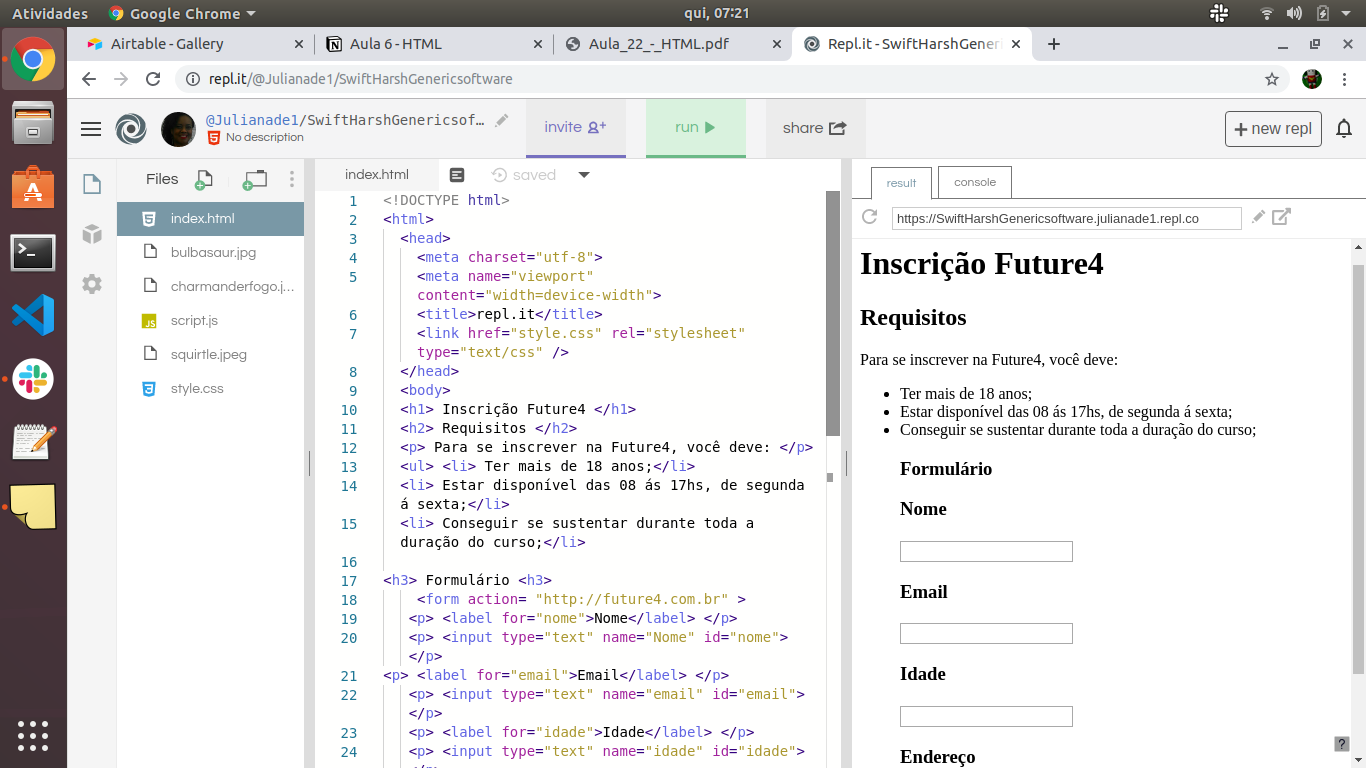 Atividades Google Chrome qui, 07:21
Airtable - Gallery Aula 6 - HTML Aula_22_-_HTML.pdf Repl.it - SwiftHarshGeneri
repl.it/@Julianade1/SwiftHarshGenericsoftware
@Julianade1/SwiftHarshGenericsof...
No description
invite run share + new repl
Files
index.html
bulbasaur.jpg
charmanderfogo.j...
script.js
squirtle.jpeg
style.css
index.html saved
1 <!DOCTYPE html>
2 <html>
3 <head>
4 <meta charset="utf-8">
5 <meta name="viewport"
content="width=device-width">
6 <title>repl.it</title>
7 <link href="style.css" rel="stylesheet"
type="text/css" />
8 </head>
9 <body>
10 <h1> Inscrição Future4 </h1>
11 <h2> Requisitos </h2>
12 <p> Para se inscrever na Future4, você deve: </p>
13 <ul> <li> Ter mais de 18 anos;</li>
14 <li> Estar disponível das 08 ás 17hs, de segunda
á sexta;</li>
15 <li> Conseguir se sustentar durante toda a
duração do curso;</li>
16
17 <h3> Formulário <h3>
18 <form action= "http://future4.com.br" >
19 <p> <label for="nome">Nome</label> </p>
20 <p> <input type="text" name="Nome" id="nome">
</p>
21 <p> <label for="email">Email</label> </p>
22 <p> <input type="text" name="email" id="email">
</p>
23 <p> <label for="idade">Idade</label> </p>
24 <p> <input type="text" name="idade" id="idade">
</p>
result console
https://SwiftHarshGenericsoftware.julianade1.repl.co
Inscrição Future4
Requisitos
Para se inscrever na Future4, você deve:
• Ter mais de 18 anos;
• Estar disponível das 08 ás 17hs, de segunda á sexta;
• Conseguir se sustentar durante toda a duração do curso;
Formulário
Nome
Email
Idade
Endereço
?